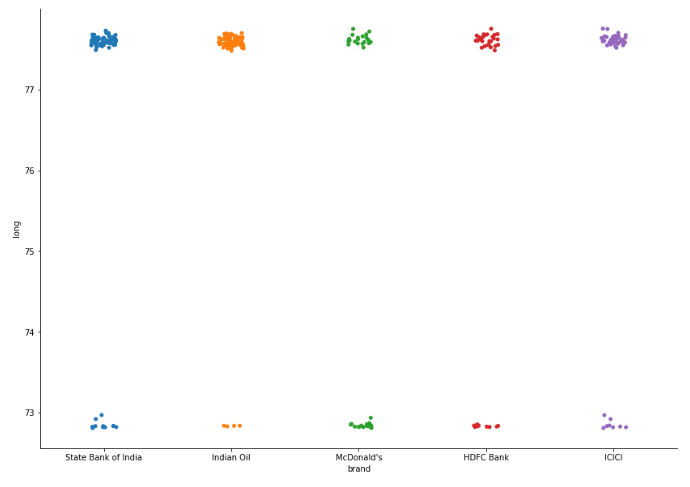 77
76
75
74
73
long
State Bank of India
Indian Oil
McDonald's
HDFC Bank
ICICI
brand